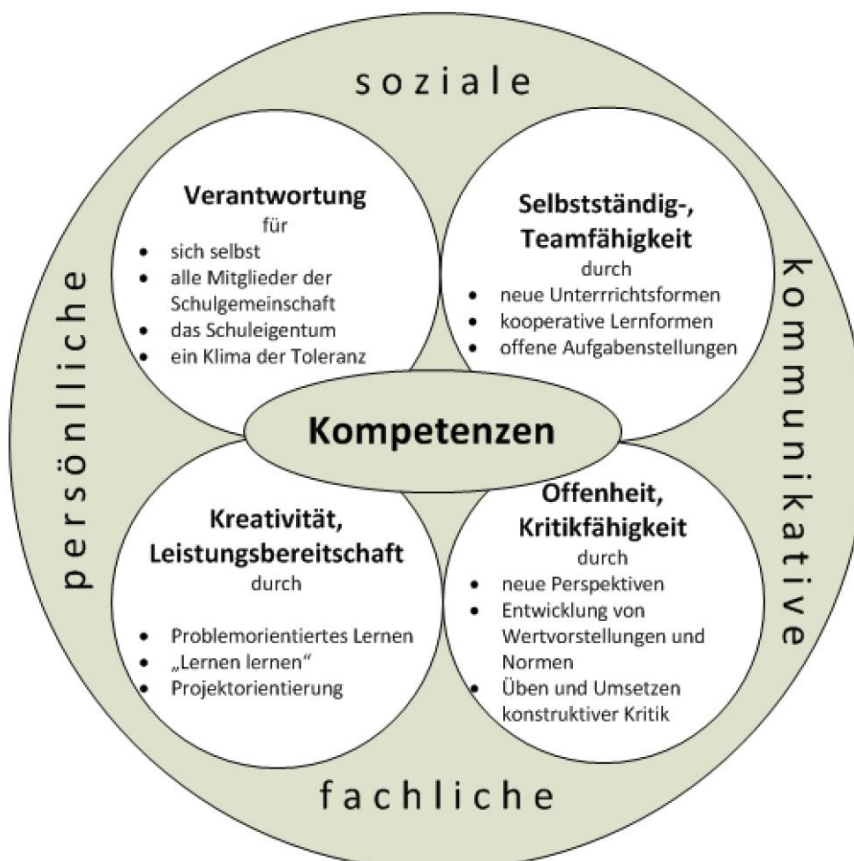 soziale
persönlliche
kommunikative
Verantwortung
für
• sich selbst
• alle Mitglieder der
Schulgemeinschaft
• das Schuleigentum
• ein Klima der Toleranz
Selbstständig-,
Teamfähigkeit
durch
• neue Unterrrichtsformen
• kooperative Lernformen
• offene Aufgabenstellungen
Kompetenzen
Kreativität,
Leistungsbereitschaft
durch
• Problemorientiertes Lernen
• „Lernen lernen“
• Projektorientierung
Offenheit,
Kritikfähigkeit
durch
• neue Perspektiven
• Entwicklung von
Wertvorstellungen und
Normen
• Üben und Umsetzen
konstruktiver Kritik
fachliche